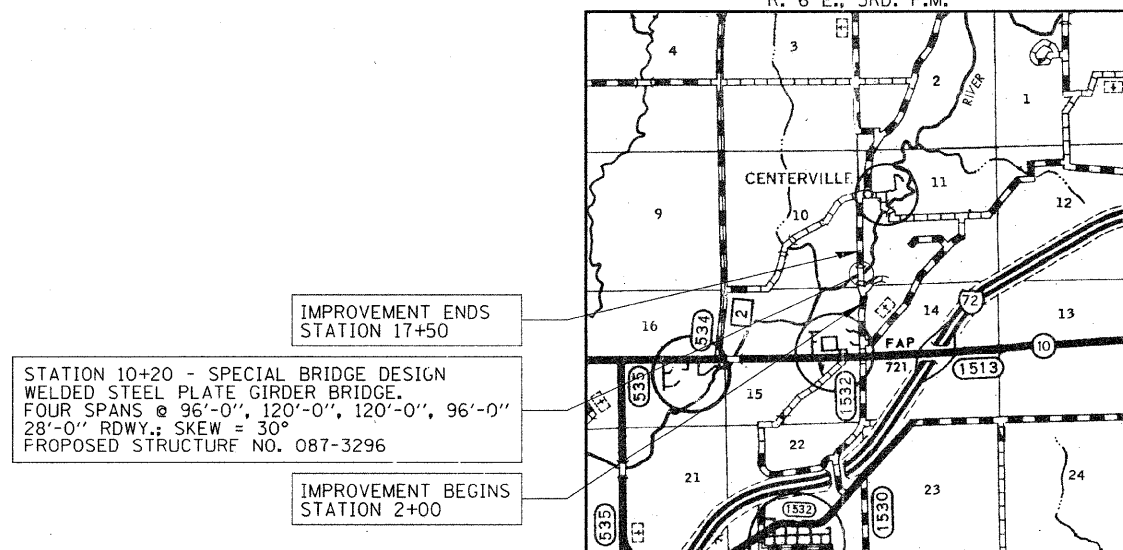 R. 6 E., 3RD. P.M.
4
3
2
1
RIVER
CENTERVILLE
11
12
9
10
IMPROVEMENT ENDS
STATION 17+50
16
534
2
14
72
13
FAP
721
10
1513
STATION 10+20 - SPECIAL BRIDGE DESIGN
WELDED STEEL PLATE GIRDER BRIDGE.
FOUR SPANS @ 96'-0", 120'-0", 120'-0", 96'-0"
28'-0" RDWY.; SKEW = 30°
PROPOSED STRUCTURE NO. 087-3296
535
15
1532
22
IMPROVEMENT BEGINS
STATION 2+00
21
23
24
535
1532
1530